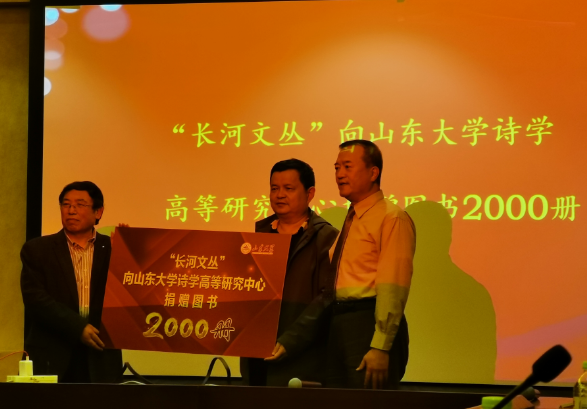 “长河文丛”向山东大学诗学
高等研究 图书2000册
“长河文丛”
向山东大学诗学高等研究中心
捐赠图书
2000册